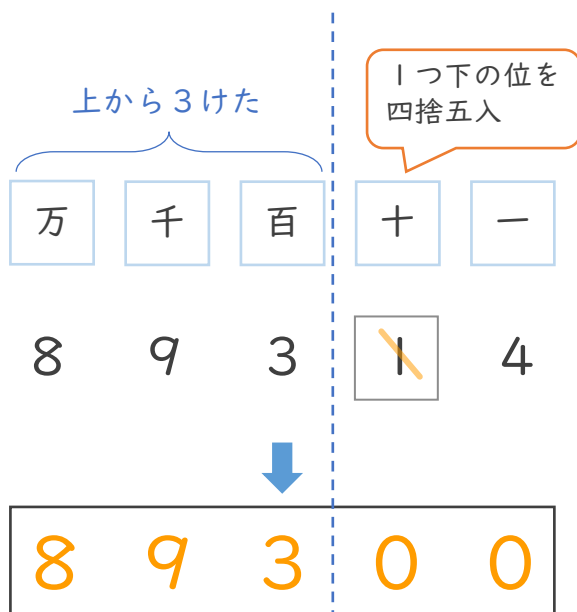 1つ下の位を
四捨五入
上から3けた
万 千 百 十 一
8 9 3 1 4
8 9 3 0 0